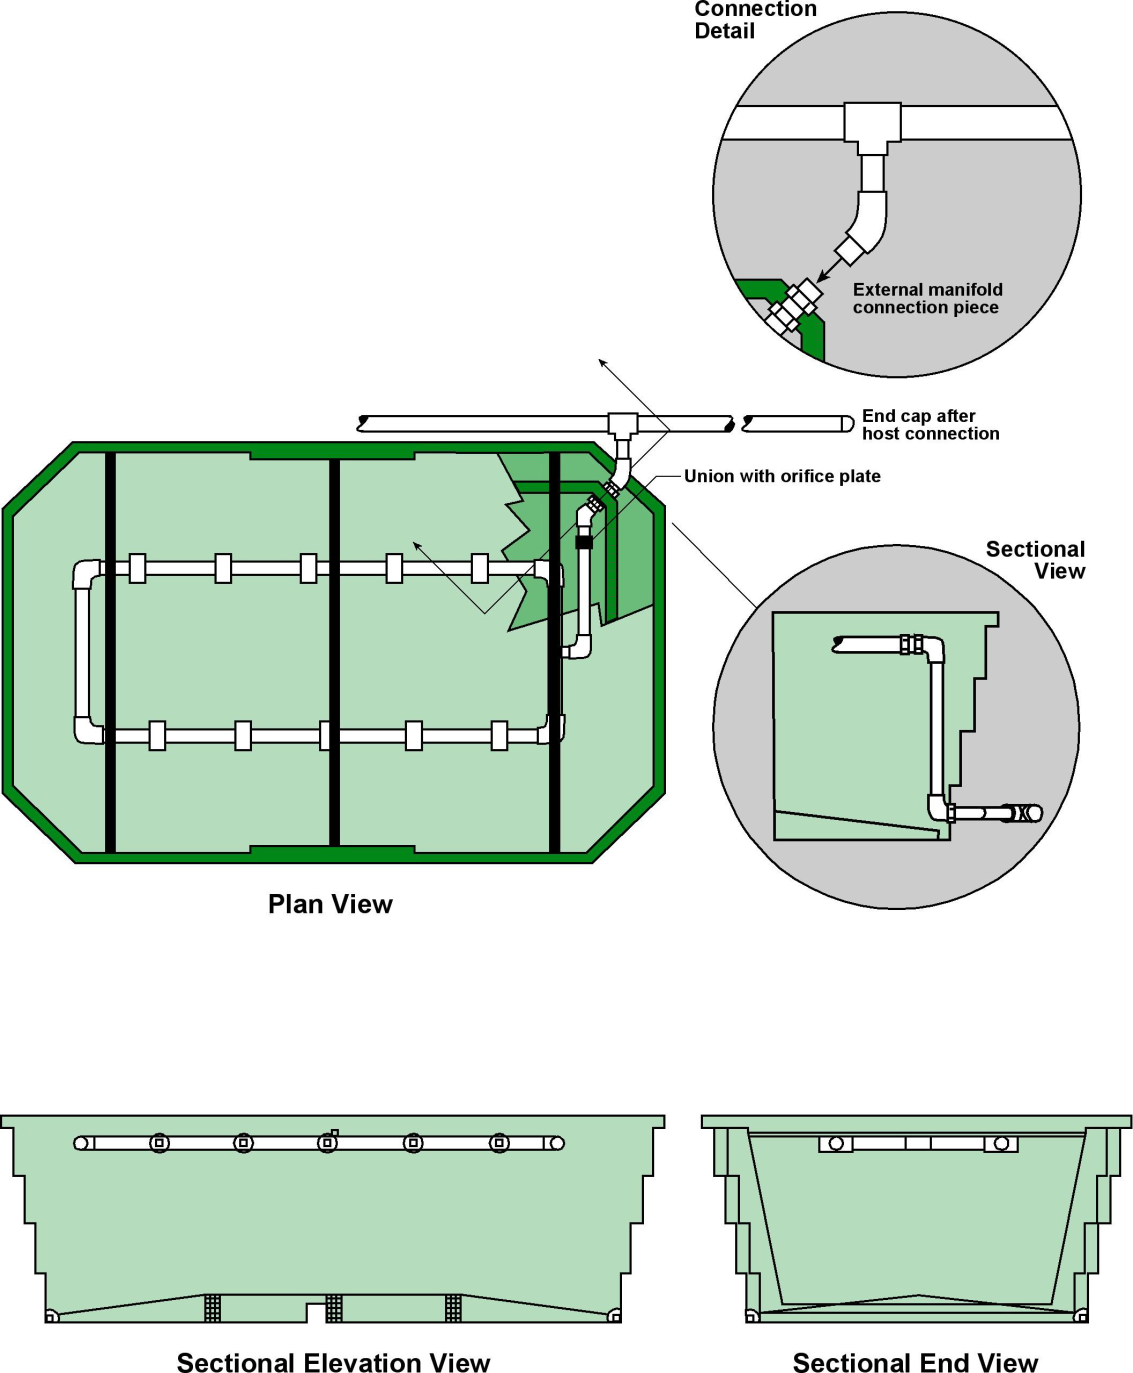 Connection
Detail
External manifold
connection piece
End cap after
host connection
Union with orifice plate
Sectional
View
Plan View
Sectional Elevation View
Sectional End View